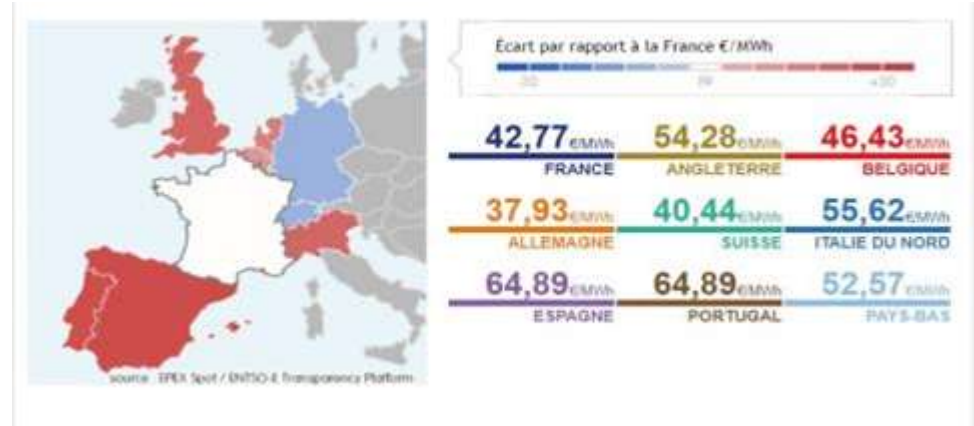 Écart par rapport à la France €/MWh
42,77 €/MWh 54,28 €/MWh 46,43 €/MWh
FRANCE ANGLETERRE BELGIQUE
37,93 €/MWh 40,44 €/MWh 55,62 €/MWh
ALLEMAGNE SUISSE ITALIE DU NORD
64,89 €/MWh 64,89 €/MWh 52,57 €/MWh
ESPAGNE PORTUGAL PAYS-BAS
source : EPEX Spot / ENTSO-E Transparency Platform